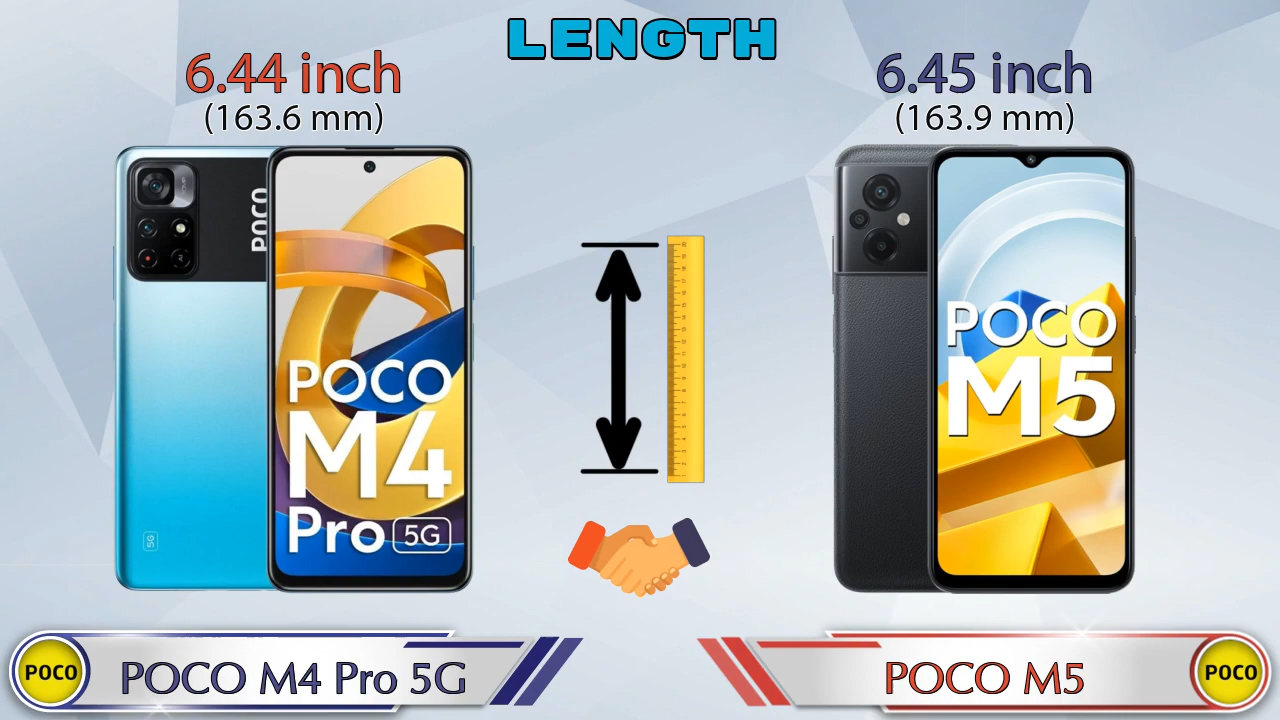 LENGTH
6.44 inch
(163.6 mm)
6.45 inch
(163.9 mm)
POCO
5G
POCO
M4
Pro 5G
POCO
M5
POCO
POCO M4 Pro 5G
POCO M5
POCO